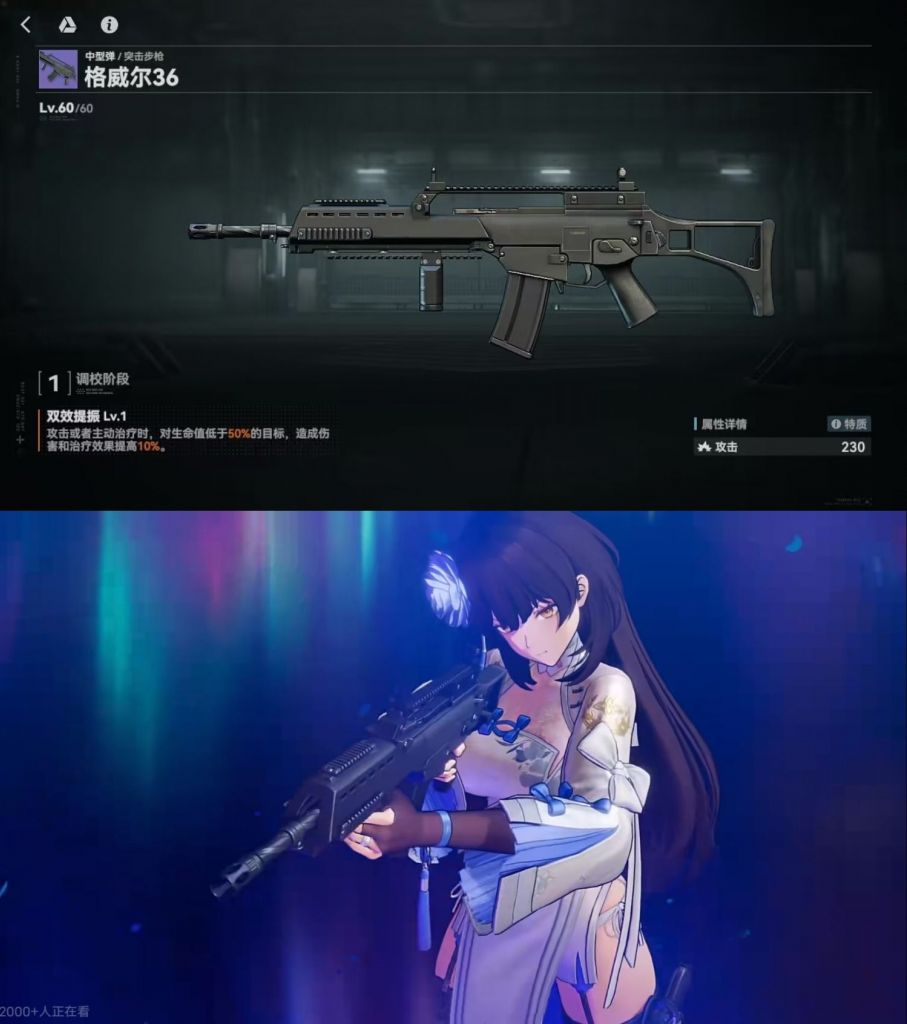 中型弹 / 突击步枪
格威尔36
Lv.60/60
[ 1 ] 调校阶段
双效提振 Lv.1
攻击或者主动治疗时，对生命值低于50%的目标，造成伤
害和治疗效果提高10%。
属性详情
特质
攻击
230
2000+人正在看